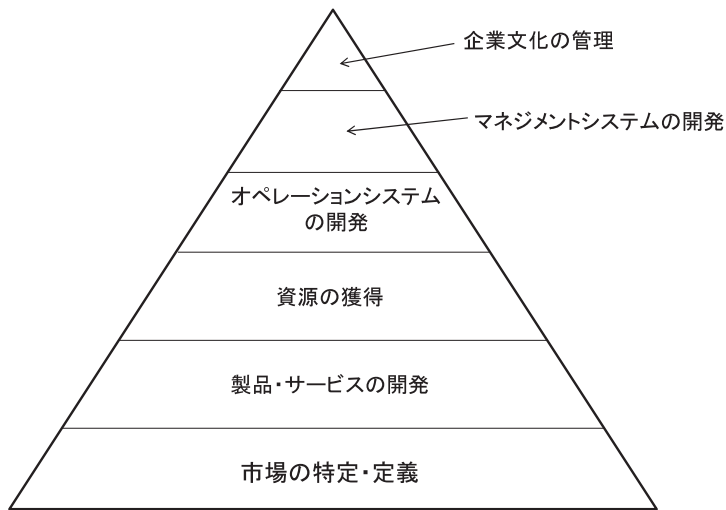 企業文化の管理
マネジメントシステムの開発
オペレーションシステム
の開発
資源の獲得
製品・サービスの開発
市場の特定・定義